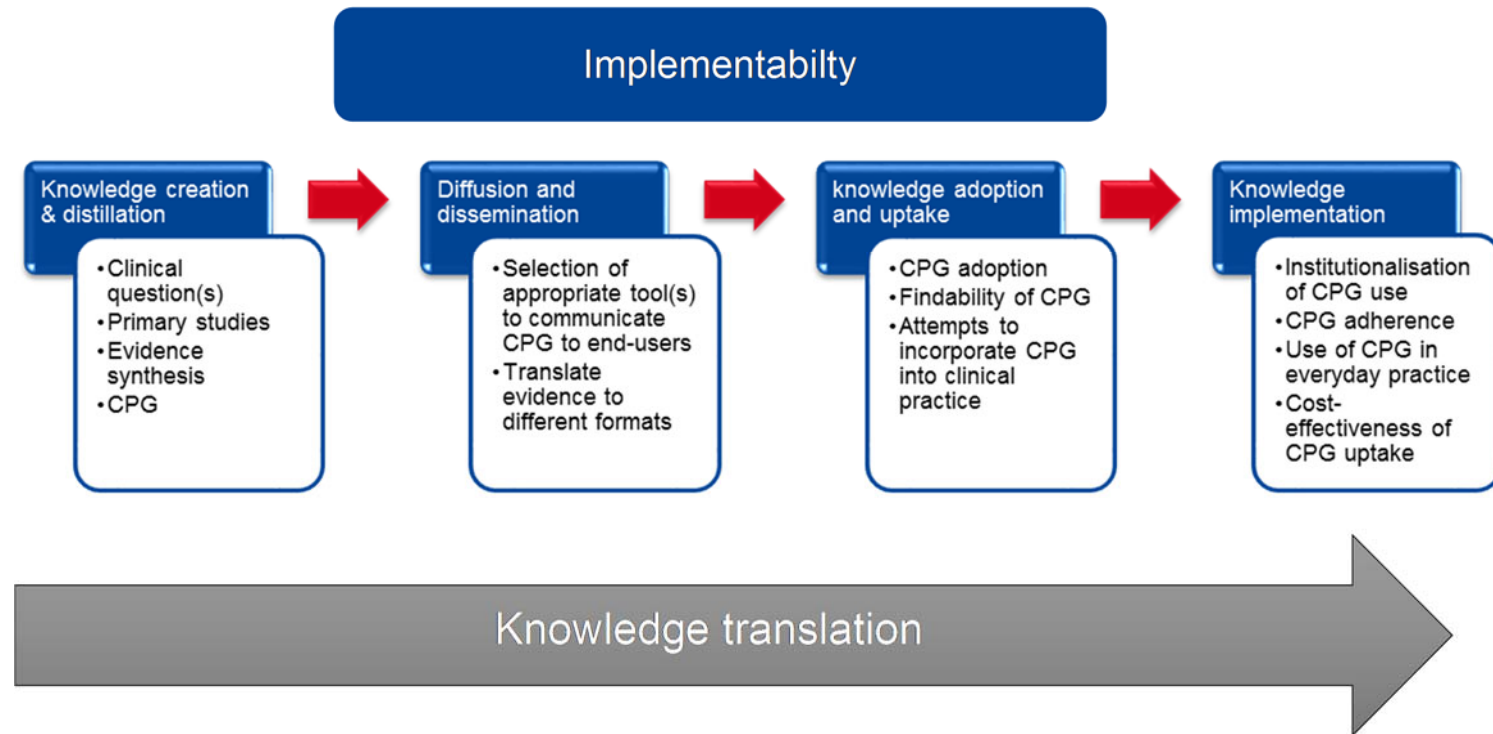 Implementabilty
Knowledge creation
& distillation
•Clinical
question(s)
•Primary studies
•Evidence
synthesis
•CPG
Diffusion and
dissemination
•Selection of
appropriate tool(s)
to communicate
CPG to end-users
•Translate
evidence to
different formats
knowledge adoption
and uptake
•CPG adoption
•Findability of CPG
•Attempts to
incorporate CPG
into clinical
practice
Knowledge
implementation
•Institutionalisation
of CPG use
•CPG adherence
•Use of CPG in
everyday practice
•Cost-
effectiveness of
CPG uptake
Knowledge translation